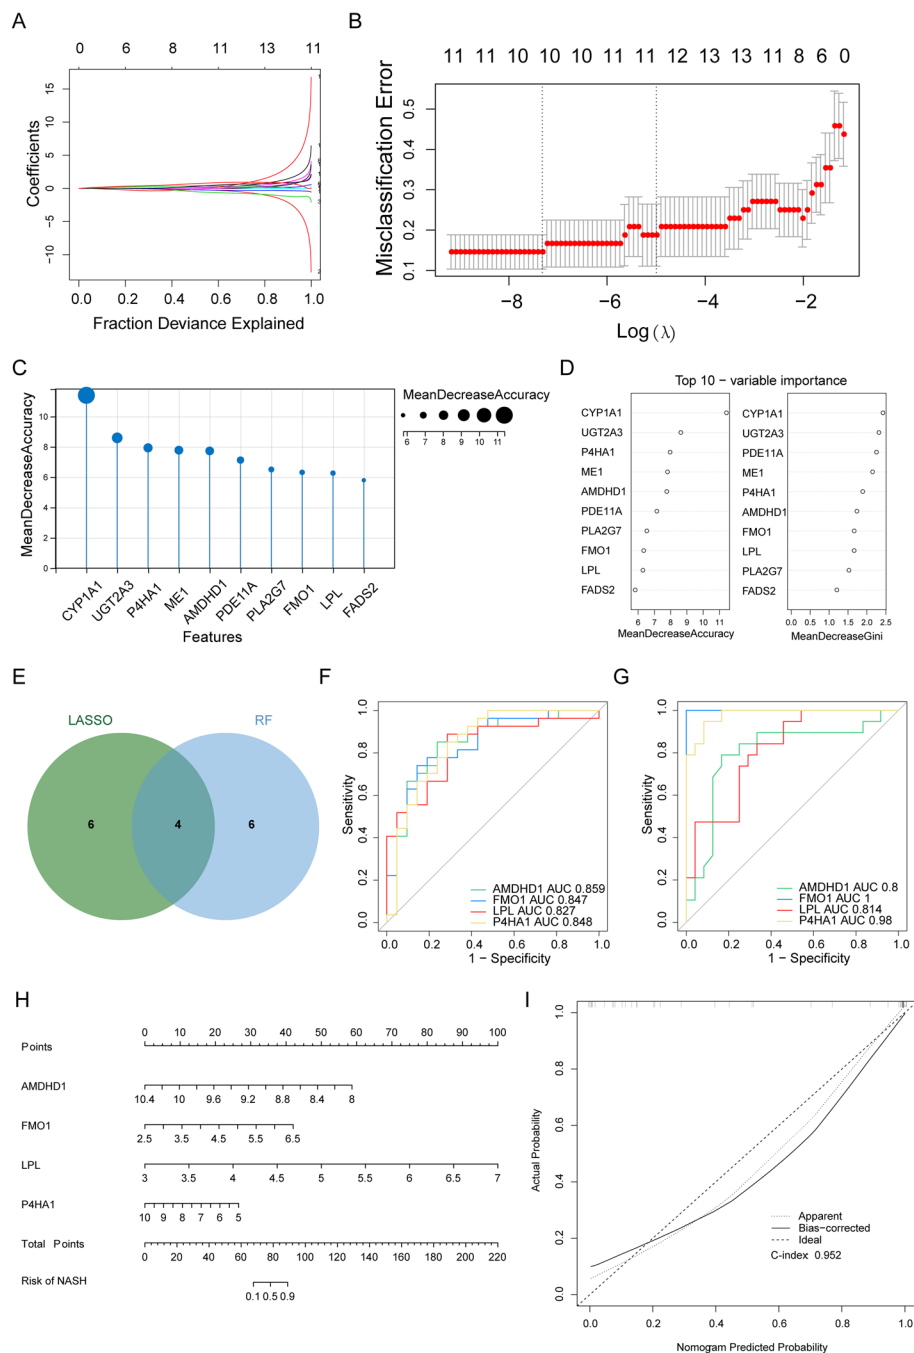 A
0 6 8 11 13 11
Coefficients
15
10
5
0
−5
−10
0.0 0.2 0.4 0.6 0.8 1.0
Fraction Deviance Explained
B
11 11 10 10 10 11 11 12 13 13 11 8 6 0
Misclassification Error
0.5
0.4
0.3
0.2
0.1
−8 −6 −4 −2
Log (λ)
C
MeanDecreaseAccuracy
10
8
6
4
2
0
CYP1A1 UGT2A3 P4HA1 ME1 AMDHD1 PDE11A PLA2G7 FMO1 LPL FADS2
Features
MeanDecreaseAccuracy
6 7 8 9 10 11
D
Top 10 − variable importance
CYP1A1
UGT2A3
P4HA1
ME1
AMDHD1
PDE11A
PLA2G7
FMO1
LPL
FADS2
6 7 8 9 10 11
MeanDecreaseAccuracy
CYP1A1
UGT2A3
PDE11A
ME1
P4HA1
AMDHD1
FMO1
LPL
PLA2G7
FADS2
0.0 0.5 1.0 1.5 2.0 2.5
MeanDecreaseGini
E
LASSO RF
6 4 6
F
Sensitivity
1.0
0.8
0.6
0.4
0.2
0.0
AMDHD1 AUC 0.859
FMO1 AUC 0.847
LPL AUC 0.827
P4HA1 AUC 0.848
0.0 0.2 0.4 0.6 0.8 1.0
1 − Specificity
G
Sensitivity
1.0
0.8
0.6
0.4
0.2
0.0
AMDHD1 AUC 0.8
FMO1 AUC 1
LPL AUC 0.814
P4HA1 AUC 0.98
0.0 0.2 0.4 0.6 0.8 1.0
1 − Specificity
H
0 10 20 30 40 50 60 70 80 90 100
Points
AMDHD1
10.4 10 9.6 9.2 8.8 8.4 8
FMO1
2.5 3.5 4.5 5.5 6.5
LPL
3 3.5 4 4.5 5 5.5 6 6.5 7
P4HA1
10 9 8 7 6 5
Total Points
0 20 40 60 80 100 120 140 160 180 200 220
Risk of NASH
0.1 0.5 0.9
I
Actual Probability
1.0
0.8
0.6
0.4
0.2
0.0
Apparent
Bias−corrected
Ideal
C-index 0.952
0.0 0.2 0.4 0.6 0.8 1.0
Nomogam Predicted Probability